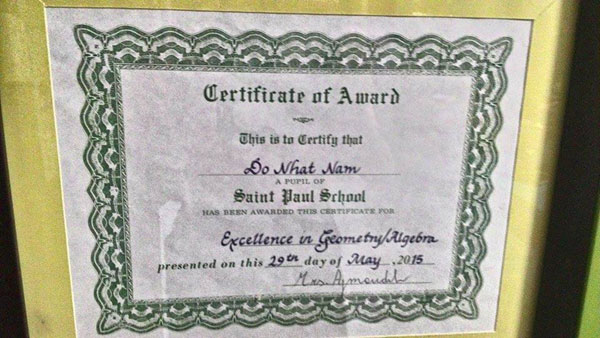 Certificate of Award
This is to Certify that
Do Nhat Nam
A PUPIL OF
Saint Paul School
HAS BEEN AWARDED THIS CERTIFICATE FOR
Excellence in Geometry/Algebra
presented on this 29th day of May, 2015
Mrs.